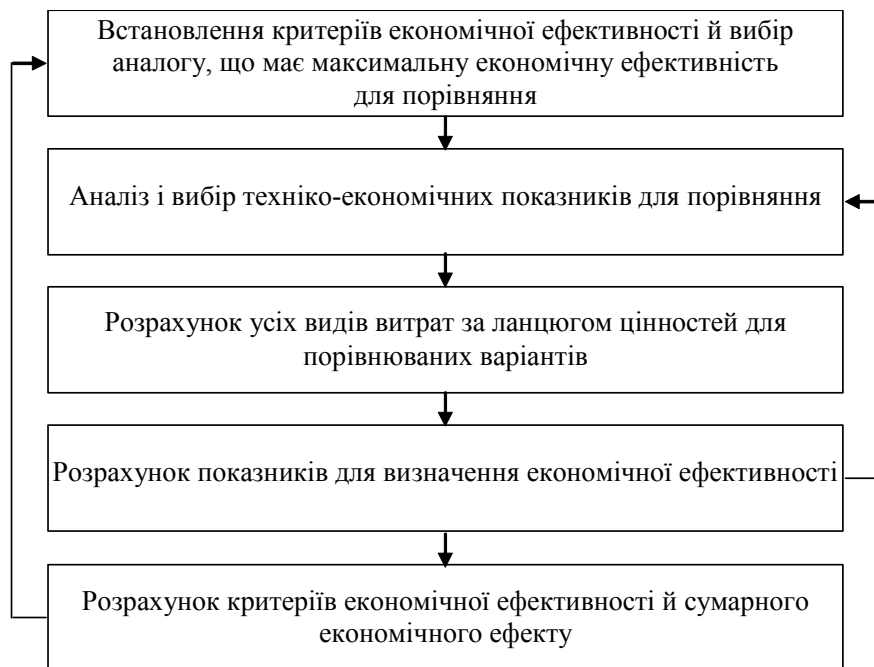 Встановлення критеріїв економічної ефективності й вибір
аналогу, що має максимальну економічну ефективність
для порівняння
Аналіз і вибір техніко-економічних показників для порівняння
Розрахунок усіх видів витрат за ланцюгом цінностей для
порівнюваних варіантів
Розрахунок показників для визначення економічної ефективності
Розрахунок критеріїв економічної ефективності й сумарного
економічного ефекту